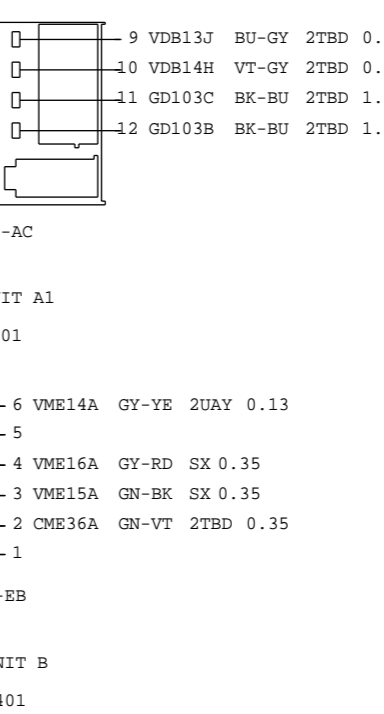 9 VDB13J BU-GY 2TBD 0.
10 VDB14H VT-GY 2TBD 0.
11 GD103C BK-BU 2TBD 1.
12 GD103B BK-BU 2TBD 1.
-AC
IT A1
01
6 VME14A GY-YE 2UAY 0.13
5
4 VME16A GY-RD SX 0.35
3 VME15A GN-BK SX 0.35
2 CME36A GN-VT 2TBD 0.35
1
-EB
NIT B
401